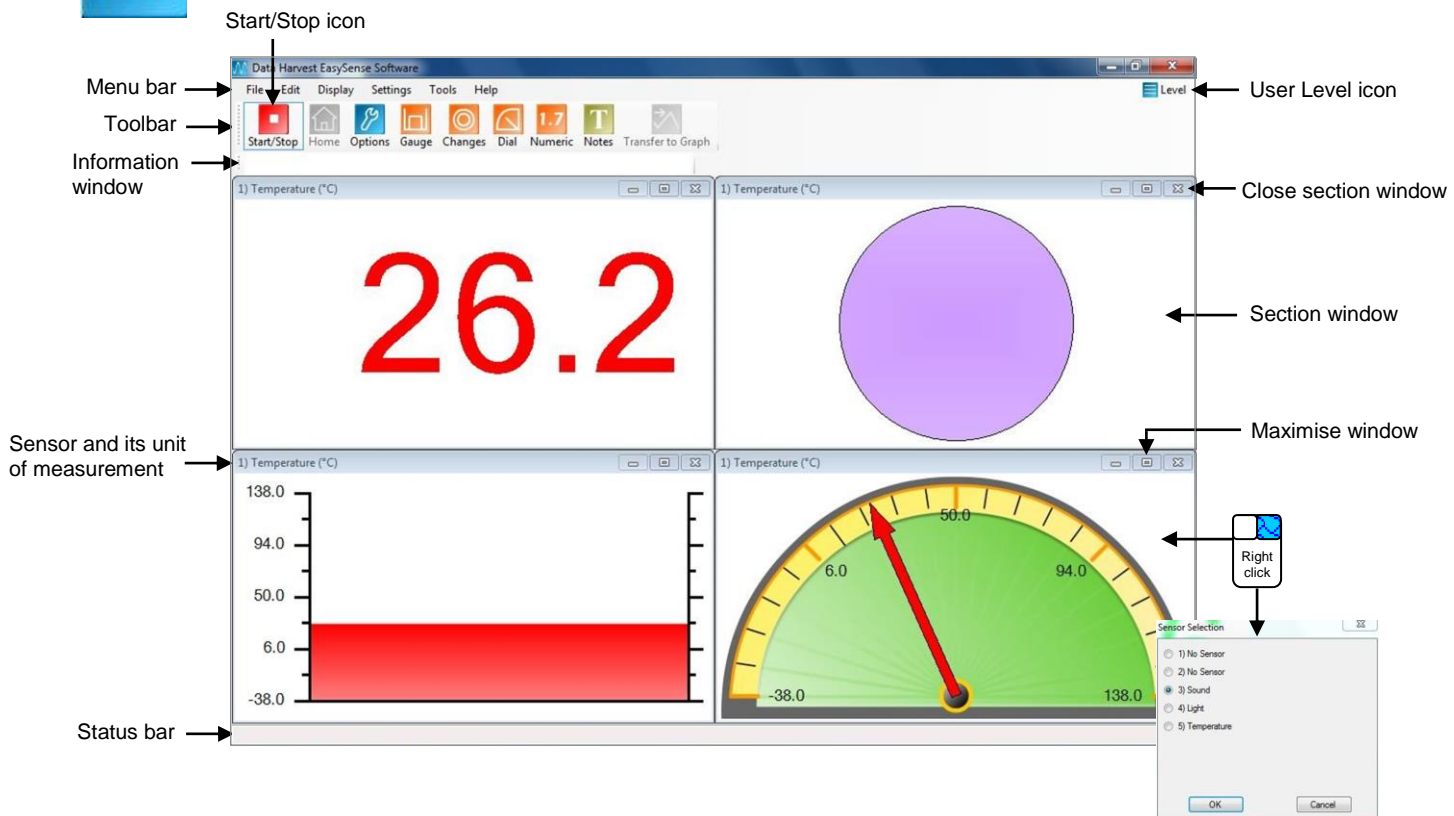 Start/Stop icon
Data Harvest EasySense Software
Menu bar
File Edit Display Settings Tools Help
Level
User Level icon
Toolbar
1.7
T
Start/Stop Home Options Gauge Changes Dial Numeric Notes Transfer to Graph
Information
window
1) Temperature (°C)
1) Temperature (°C)
Close section window
26.2
Section window
Sensor and its unit
of measurement
1) Temperature (°C)
1) Temperature (°C)
Maximise window
138.0
94.0
50.0
6.0
-38.0
-38.0
6.0
50.0
94.0
138.0
Right
click
Sensor Selection
1) No Sensor
2) No Sensor
3) Sound
4) Light
5) Temperature
OK
Cancel
Status bar